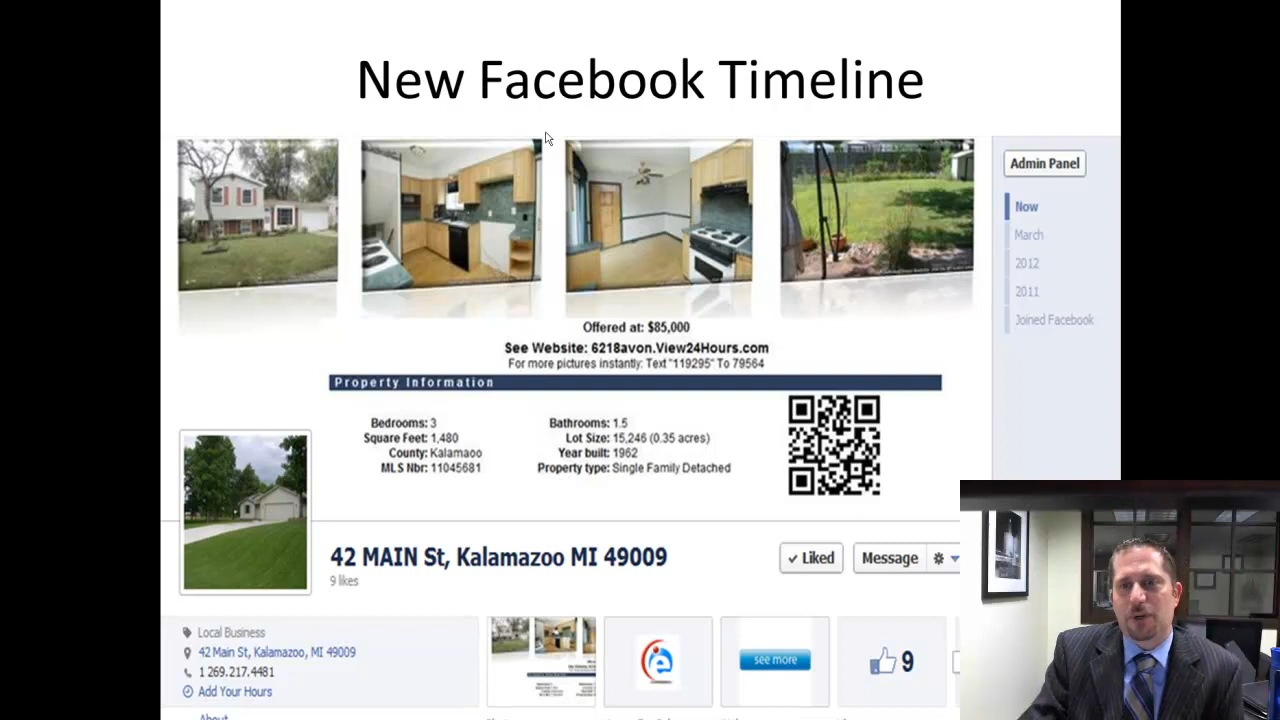 New Facebook Timeline
Admin Panel
Now
March
2012
2011
Joined Facebook
Offered at: $85,000
See Website: 6218avon.View24Hours.com
For more pictures instantly: Text "119295" To 79564
Property Information
Bedrooms: 3
Bathrooms: 1.5
Square Feet: 1,480
Lot Size: 15,246 (0.35 acres)
County: Kalamaoo
Year built: 1962
MLS Nbr: 11045681
Property type: Single Family Detached
42 MAIN St, Kalamazoo MI 49009
9 likes
Liked
Message
Local Business
42 Main St, Kalamazoo, MI 49009
1 269.217.4481
Add Your Hours
see more
9
About